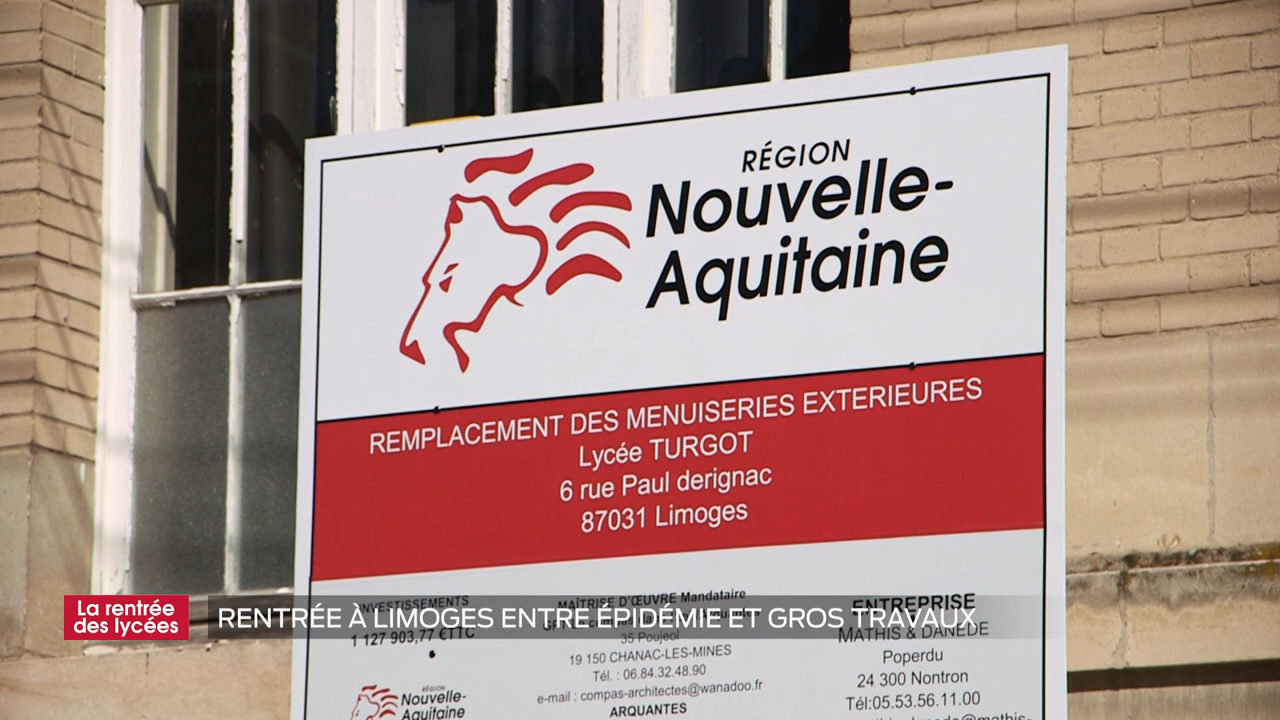 RÉGION
Nouvelle-
Aquitaine
REMPLACEMENT DES MENUISERIES EXTERIEURES
Lycée TURGOT
6 rue Paul derignac
87031 Limoges
INVESTISSEMENTS
1 127 903,77 €TTC
RÉGION
Nouvelle-
Aquitaine
MAÎTRISE D'ŒUVRE Mandataire
35 Poujeol
19 150 CHANAC-LES-MINES
Tél. : 06.84.32.48.90
e-mail : compas-architectes@wanadoo.fr
ARQUANTES
ENTREPRISE
MATHIS & DANEDE
Poperdu
24 300 Nontron
Tél:05.53.56.11.00
La rentrée
des lycées
RENTRÉE À LIMOGES ENTRE ÉPIDÉMIE ET GROS TRAVAUX